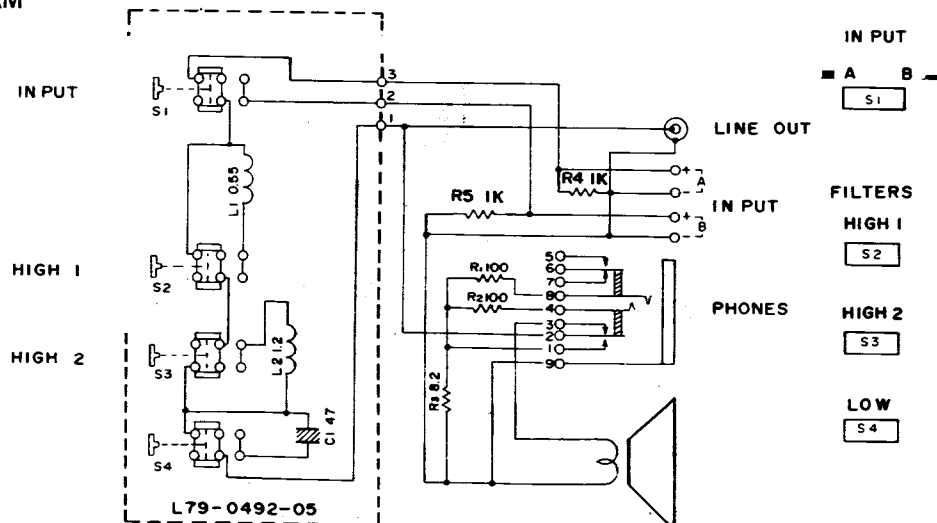 M
IN PUT
S1
3
2
1
L1 0.55
HIGH 1
S2
HIGH 2
S3
L2 1.2
C1 47
S4
L79-0492-05
LINE OUT
R4 1K
+
-
A
R5 1K
IN PUT
+
-
B
R1 100
R2 100
R3 8.2
5
6
7
8
4
3
2
1
9
PHONES
IN PUT
A B
S1
FILTERS
HIGH 1
S2
HIGH 2
S3
LOW
S4